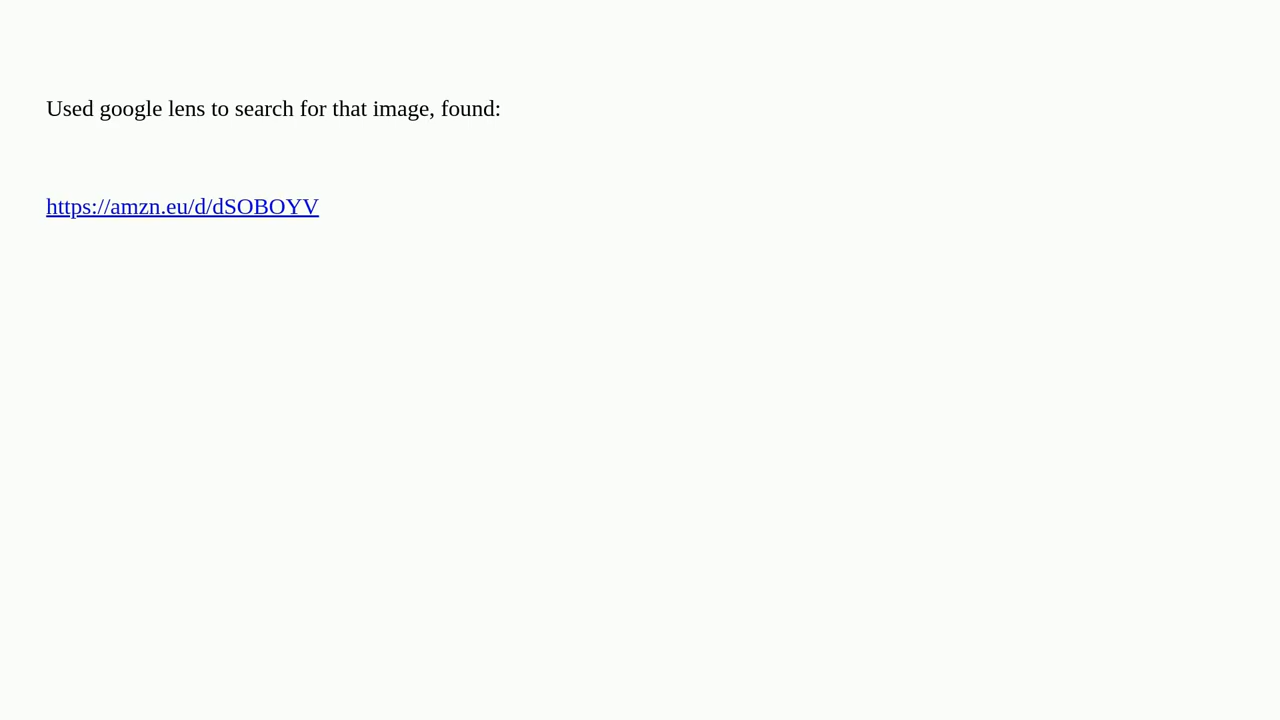 Used google lens to search for that image, found:
https://amzn.eu/d/dSOBOYV